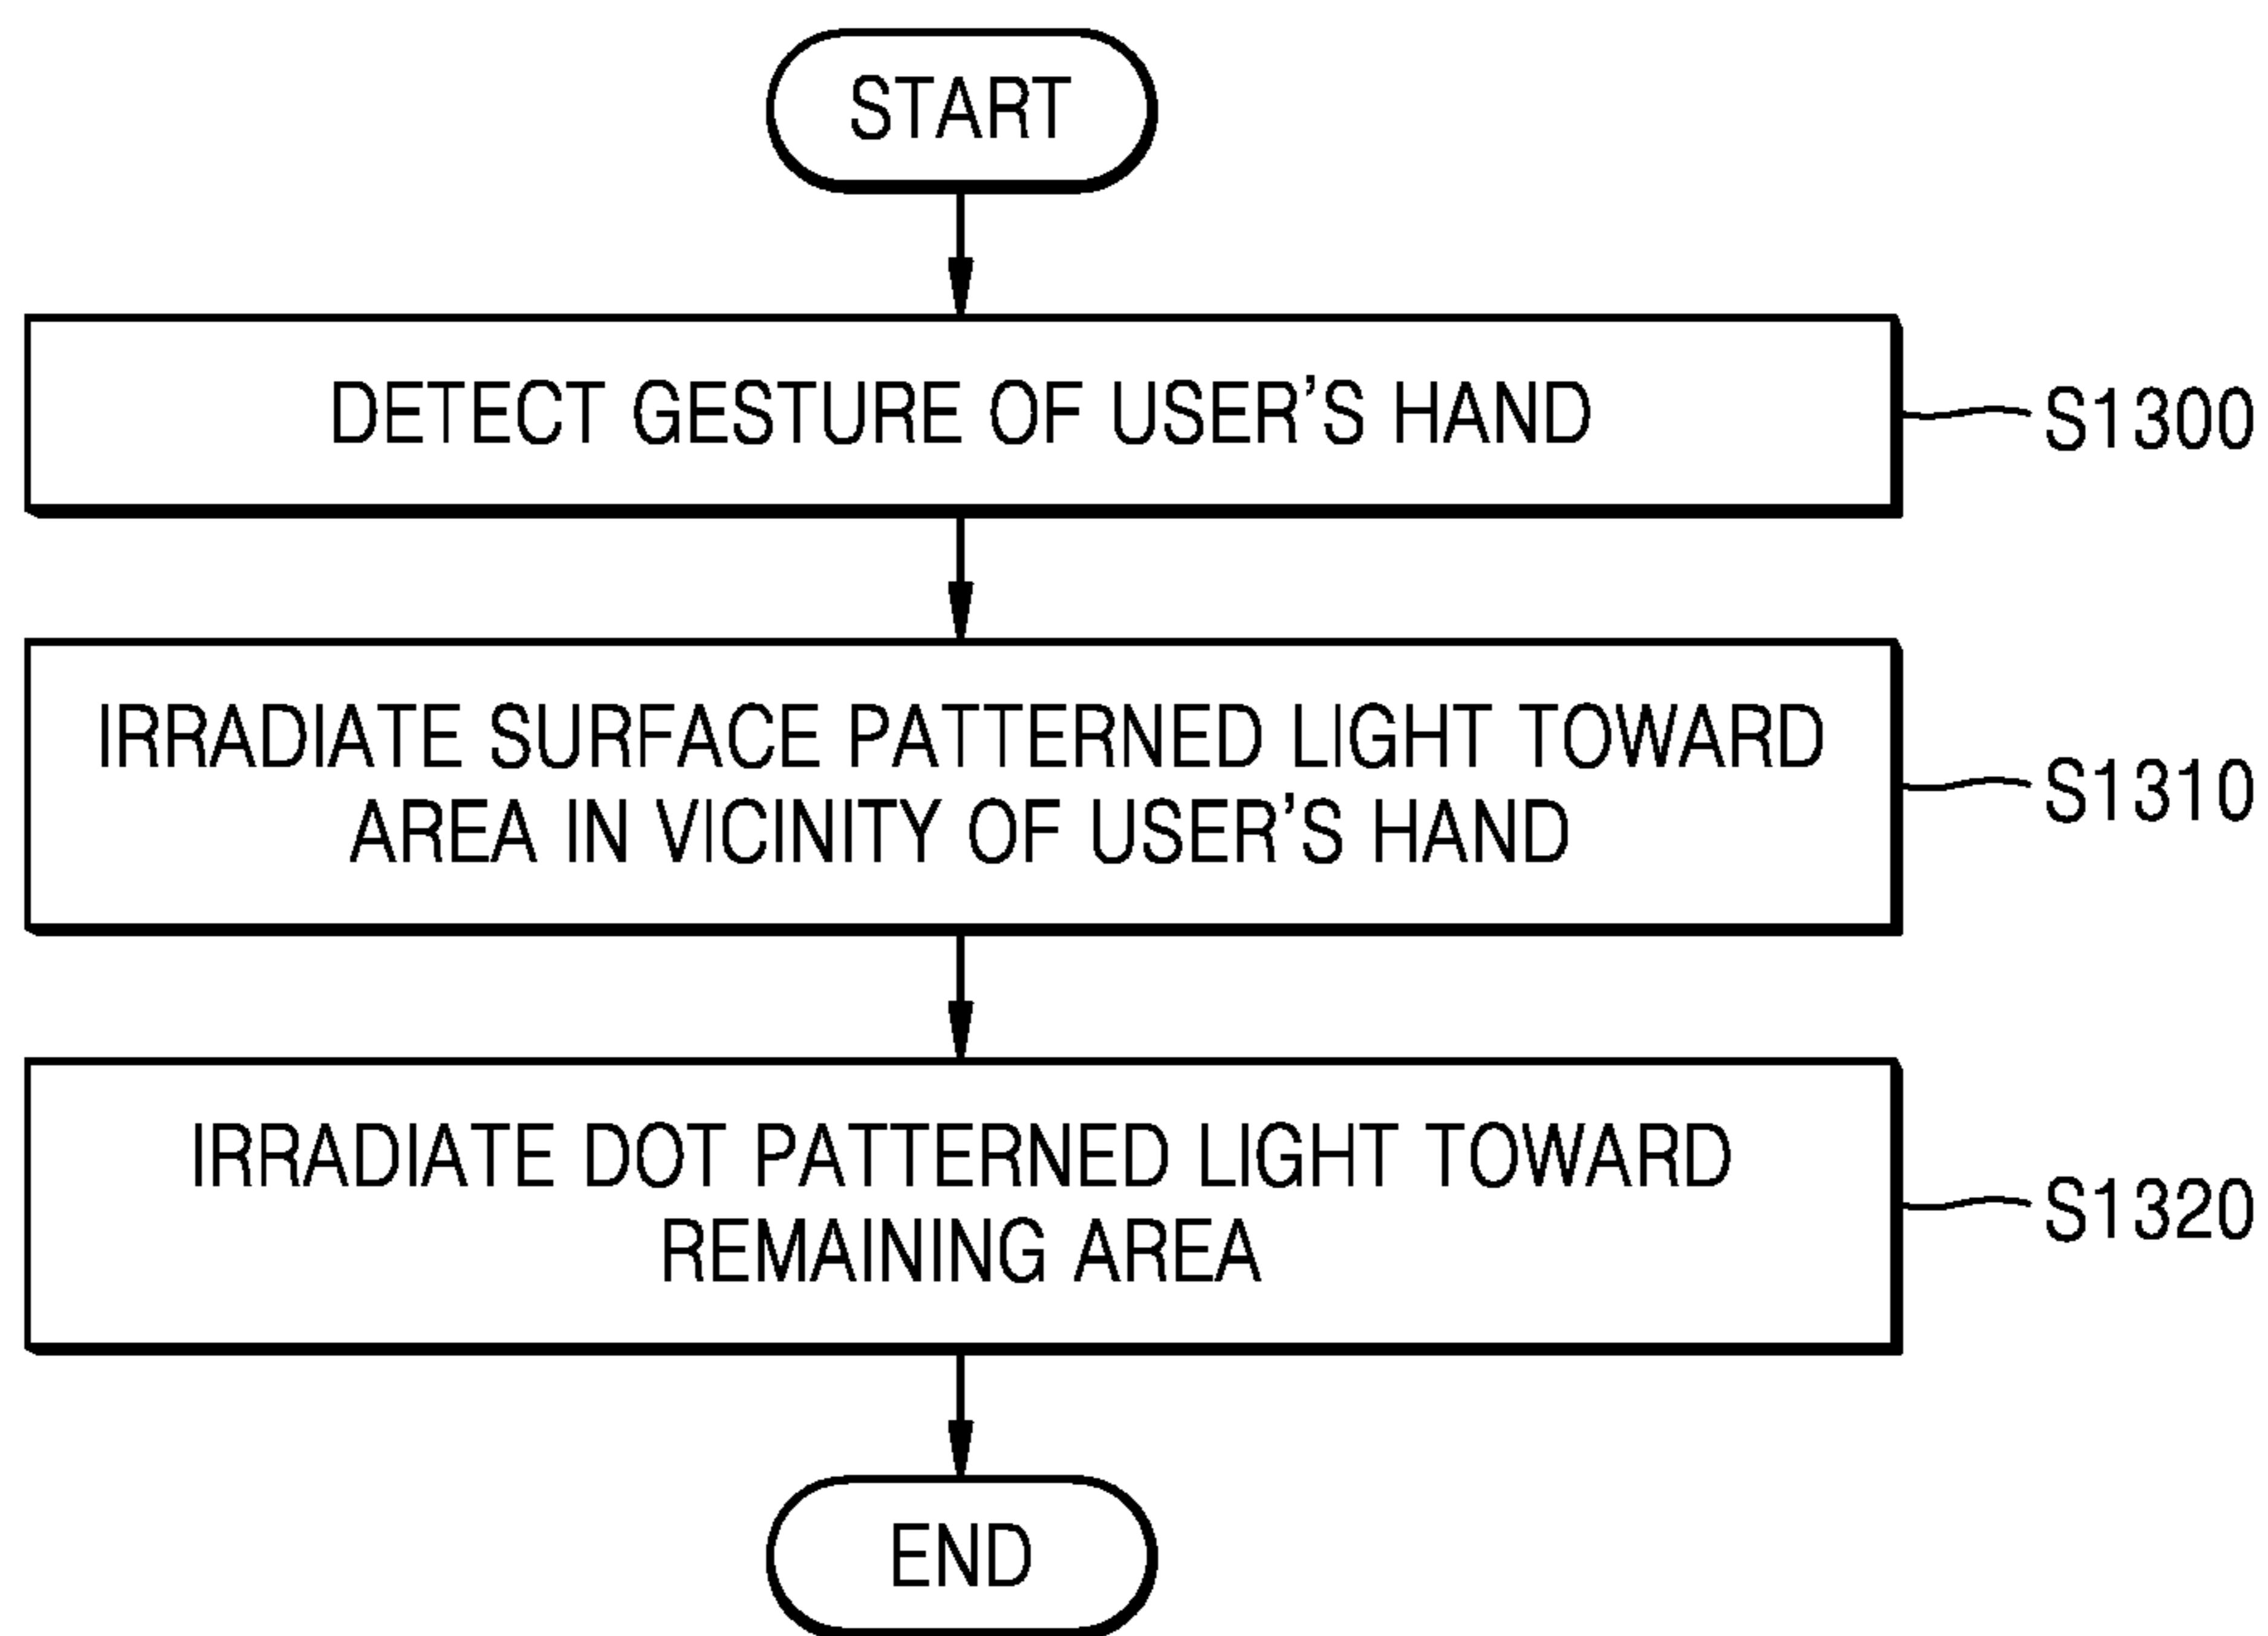 START
DETECT GESTURE OF USER'S HAND
S1300
IRRADIATE SURFACE PATTERNED LIGHT TOWARD
AREA IN VICINITY OF USER'S HAND
S1310
IRRADIATE DOT PATTERNED LIGHT TOWARD
REMAINING AREA
S1320
END